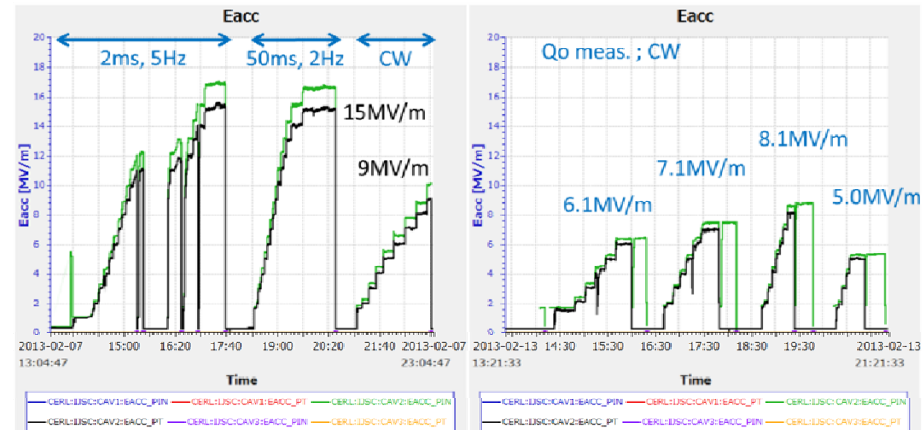 Eacc
2ms, 5Hz
50ms, 2Hz
CW
15MV/m
9MV/m
Eacc [MV/m]
20
18
16
14
12
10
8
6
4
2
0
2013-02-07 15:00 16:20 17:40 19:00 20:20 21:40 2013-02-07
13:04:47 23:04:47
Time
CERL:IJSC:CAV1:EACC_PIN CERL:IJSC:CAV1:EACC_PT CERL:IJSC:CAV2:EACC_PIN
CERL:IJSC:CAV2:EACC_PT CERL:IJSC:CAV3:EACC_PIN CERL:IJSC:CAV3:EACC_PT
Eacc
Qo meas. ; CW
6.1MV/m
7.1MV/m
8.1MV/m
5.0MV/m
Eacc [MV/m]
20
18
16
14
12
10
8
6
4
2
0
2013-02-13 14:30 15:30 16:30 17:30 18:30 19:30 2013-02-13
13:21:33 21:21:33
Time
CERL:IJSC:CAV1:EACC_PIN CERL:IJSC:CAV1:EACC_PT CERL:IJSC:CAV2:EACC_PIN
CERL:IJSC:CAV2:EACC_PT CERL:IJSC:CAV3:EACC_PIN CERL:IJSC:CAV3:EACC_PT